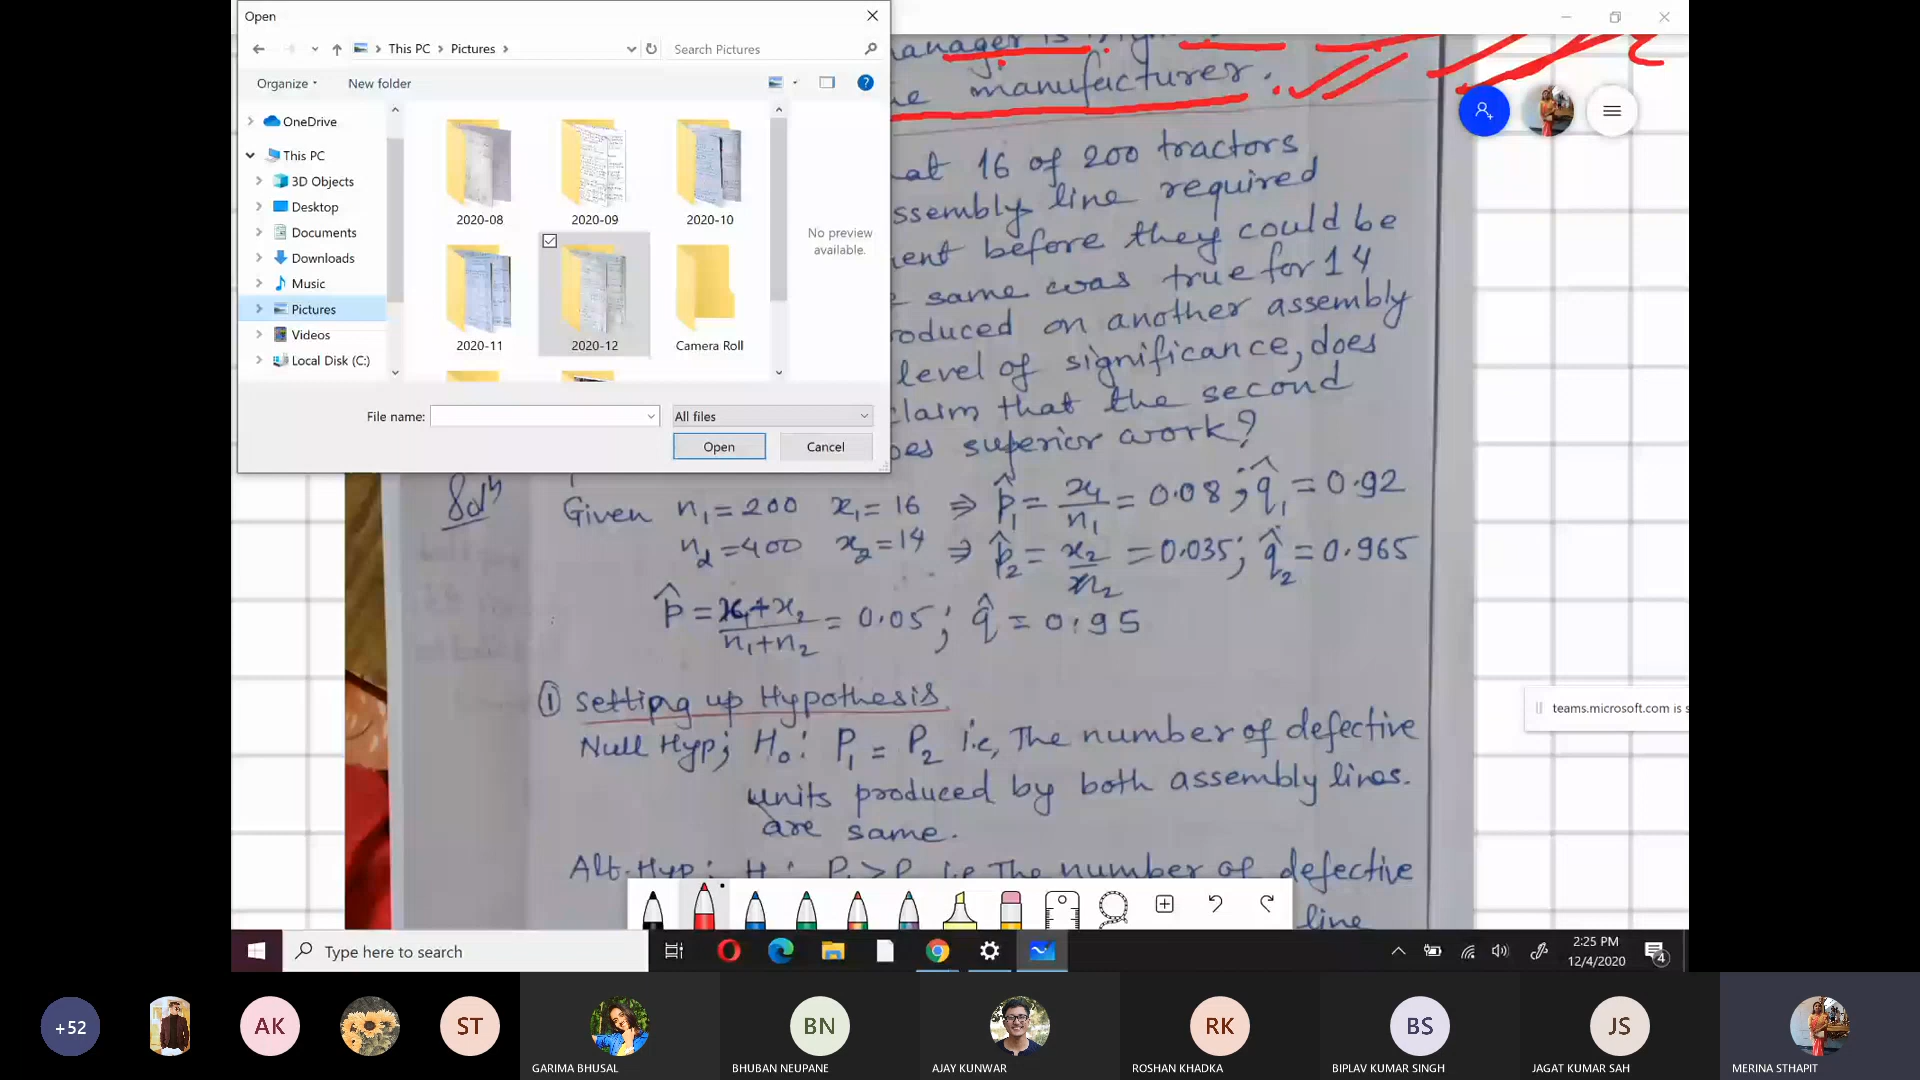 Open
This PC
Pictures
Search Pictures
Organize
New folder
OneDrive
This PC
3D Objects
Desktop
Documents
Downloads
Music
Pictures
Videos
Local Disk (C:)
2020-08
2020-09
2020-10
2020-11
2020-12
Camera Roll
No preview
available.
File name:
All files
Open
Cancel
manufacturer.
at 16 of 200 tractors
ssembly line required
ent before they could be
same was true for 14
oduced on another assembly
level of significance, does
claim that the second
oes superior work?
Solⁿ
Given n₁ = 200 x₁ = 16 ⇒ p̂₁ = x₁/n₁ = 0.08; q̂₁ = 0.92
n₂ = 400 x₂ = 14 ⇒ p̂₂ = x₂/n₂ = 0.035; q̂₂ = 0.965
p̂ = x₁+x₂/n₁+n₂ = 0.05; q̂ = 0.95
① Setting up Hypothesis
Null Hyp; H₀: P₁ = P₂ i.e, The number of defective
units produced by both assembly lines.
are same.
Alt. Hyp: H : P₁ > P i.e The number of defective
line
teams.microsoft.com is s
Type here to search
2:25 PM
12/4/2020
4
+52
AK
ST
GARIMA BHUSAL
BN
BHUBAN NEUPANE
AJAY KUNWAR
RK
ROSHAN KHADKA
BS
BIPLAV KUMAR SINGH
JS
JAGAT KUMAR SAH
MERINA STHAPIT